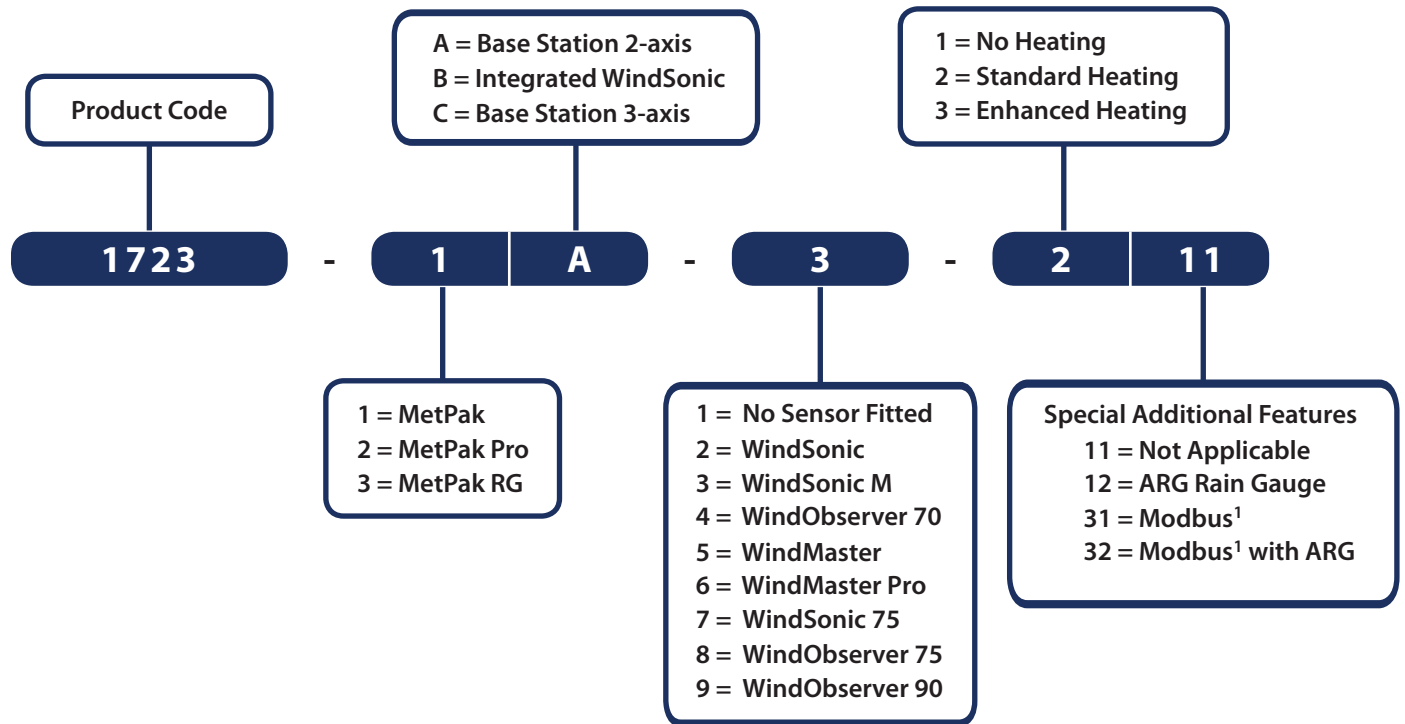 A = Base Station 2-axis
B = Integrated WindSonic
C = Base Station 3-axis
1 = No Heating
2 = Standard Heating
3 = Enhanced Heating
Product Code
1723 - 1 A - 3 - 2 11
1 = MetPak
2 = MetPak Pro
3 = MetPak RG
1 = No Sensor Fitted
2 = WindSonic
3 = WindSonic M
4 = WindObserver 70
5 = WindMaster
6 = WindMaster Pro
7 = WindSonic 75
8 = WindObserver 75
9 = WindObserver 90
Special Additional Features
11 = Not Applicable
12 = ARG Rain Gauge
31 = Modbus¹
32 = Modbus¹ with ARG